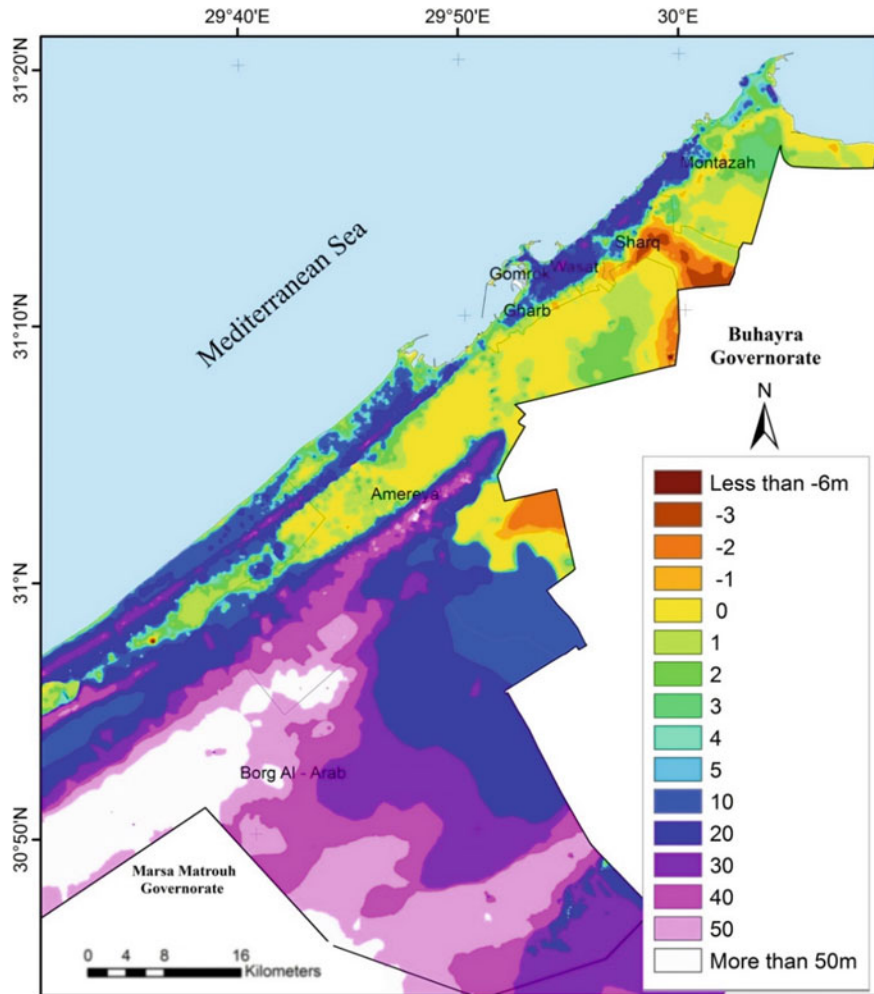 29°40'E
29°50'E
30°E
31°20'N
31°10'N
31°N
30°50'N
Mediterranean Sea
Montazah
Sharq
Gomrok
Wasat
Gharb
Buhayra
Governorate
N
Amereya
Borg Al - Arab
Marsa Matrouh
Governorate
0 4 8 16
Kilometers
Less than -6m
-3
-2
-1
0
1
2
3
4
5
10
20
30
40
50
More than 50m